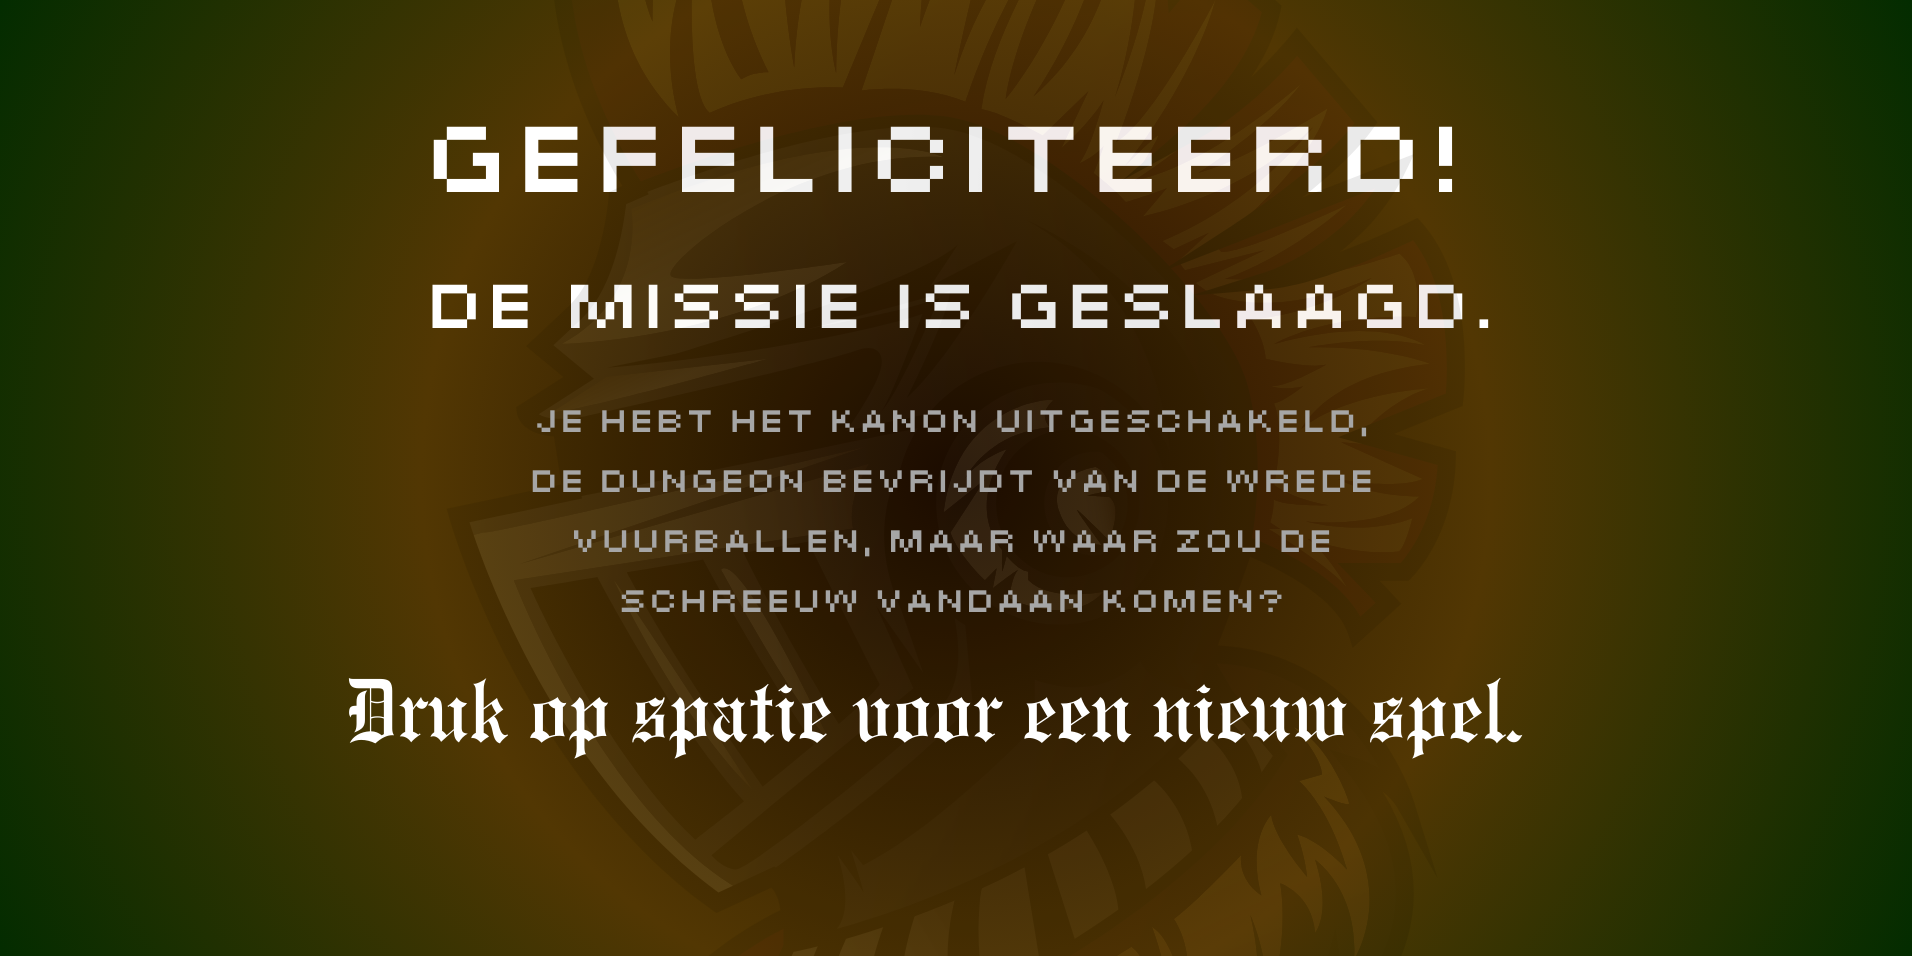 GEFELICITEERD!
DE MISSIE IS GESLAAGD.
JE HEBT HET KANON UITGESCHAKELD,
DE DUNGEON BEVRIJDT VAN DE WREDE
VUURBALLEN, MAAR WAAR ZOU DE
SCHREEUW VANDAAN KOMEN?
Druk op spatie voor een nieuw spel.